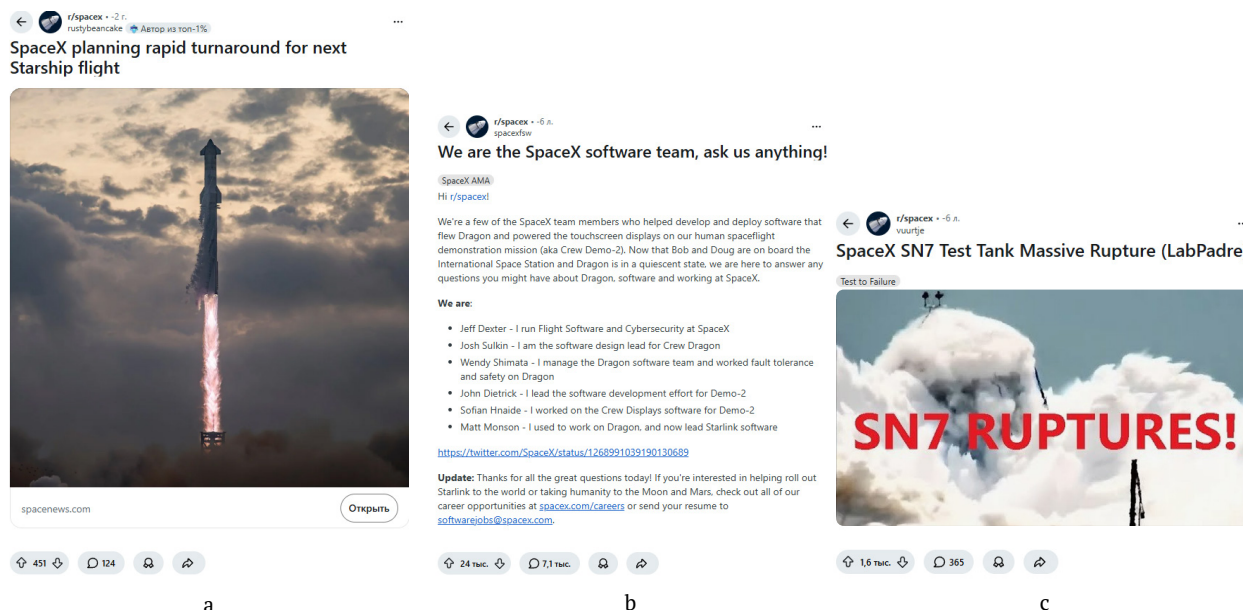 r/spacex • -2 г.
rustybeancake Автор из топ-1%
SpaceX planning rapid turnaround for next
Starship flight
spacenews.com
Открыть
451
124
a
r/spacex • -6 л.
spacexfsw
We are the SpaceX software team, ask us anything!
SpaceX AMA
Hi r/spacex!
We're a few of the SpaceX team members who helped develop and deploy software that
flew Dragon and powered the touchscreen displays on our human spaceflight
demonstration mission (aka Crew Demo-2). Now that Bob and Doug are on board the
International Space Station and Dragon is in a quiescent state, we are here to answer any
questions you might have about Dragon, software and working at SpaceX.
We are:
• Jeff Dexter - I run Flight Software and Cybersecurity at SpaceX
• Josh Sulkin - I am the software design lead for Crew Dragon
• Wendy Shimata - I manage the Dragon software team and worked fault tolerance
and safety on Dragon
• John Dietrick - I lead the software development effort for Demo-2
• Sofian Hnaide - I worked on the Crew Displays software for Demo-2
• Matt Monson - I used to work on Dragon, and now lead Starlink software
https://twitter.com/SpaceX/status/1268991039190130689
Update: Thanks for all the great questions today! If you're interested in helping roll out
Starlink to the world or taking humanity to the Moon and Mars, check out all of our
career opportunities at spacex.com/careers or send your resume to
softwarejobs@spacex.com.
24 тыс.
7,1 тыс.
b
r/spacex • -6 л.
vuurtje
SpaceX SN7 Test Tank Massive Rupture (LabPadre
Test to Failure
SN7 RUPTURES!
1,6 тыс.
365
c